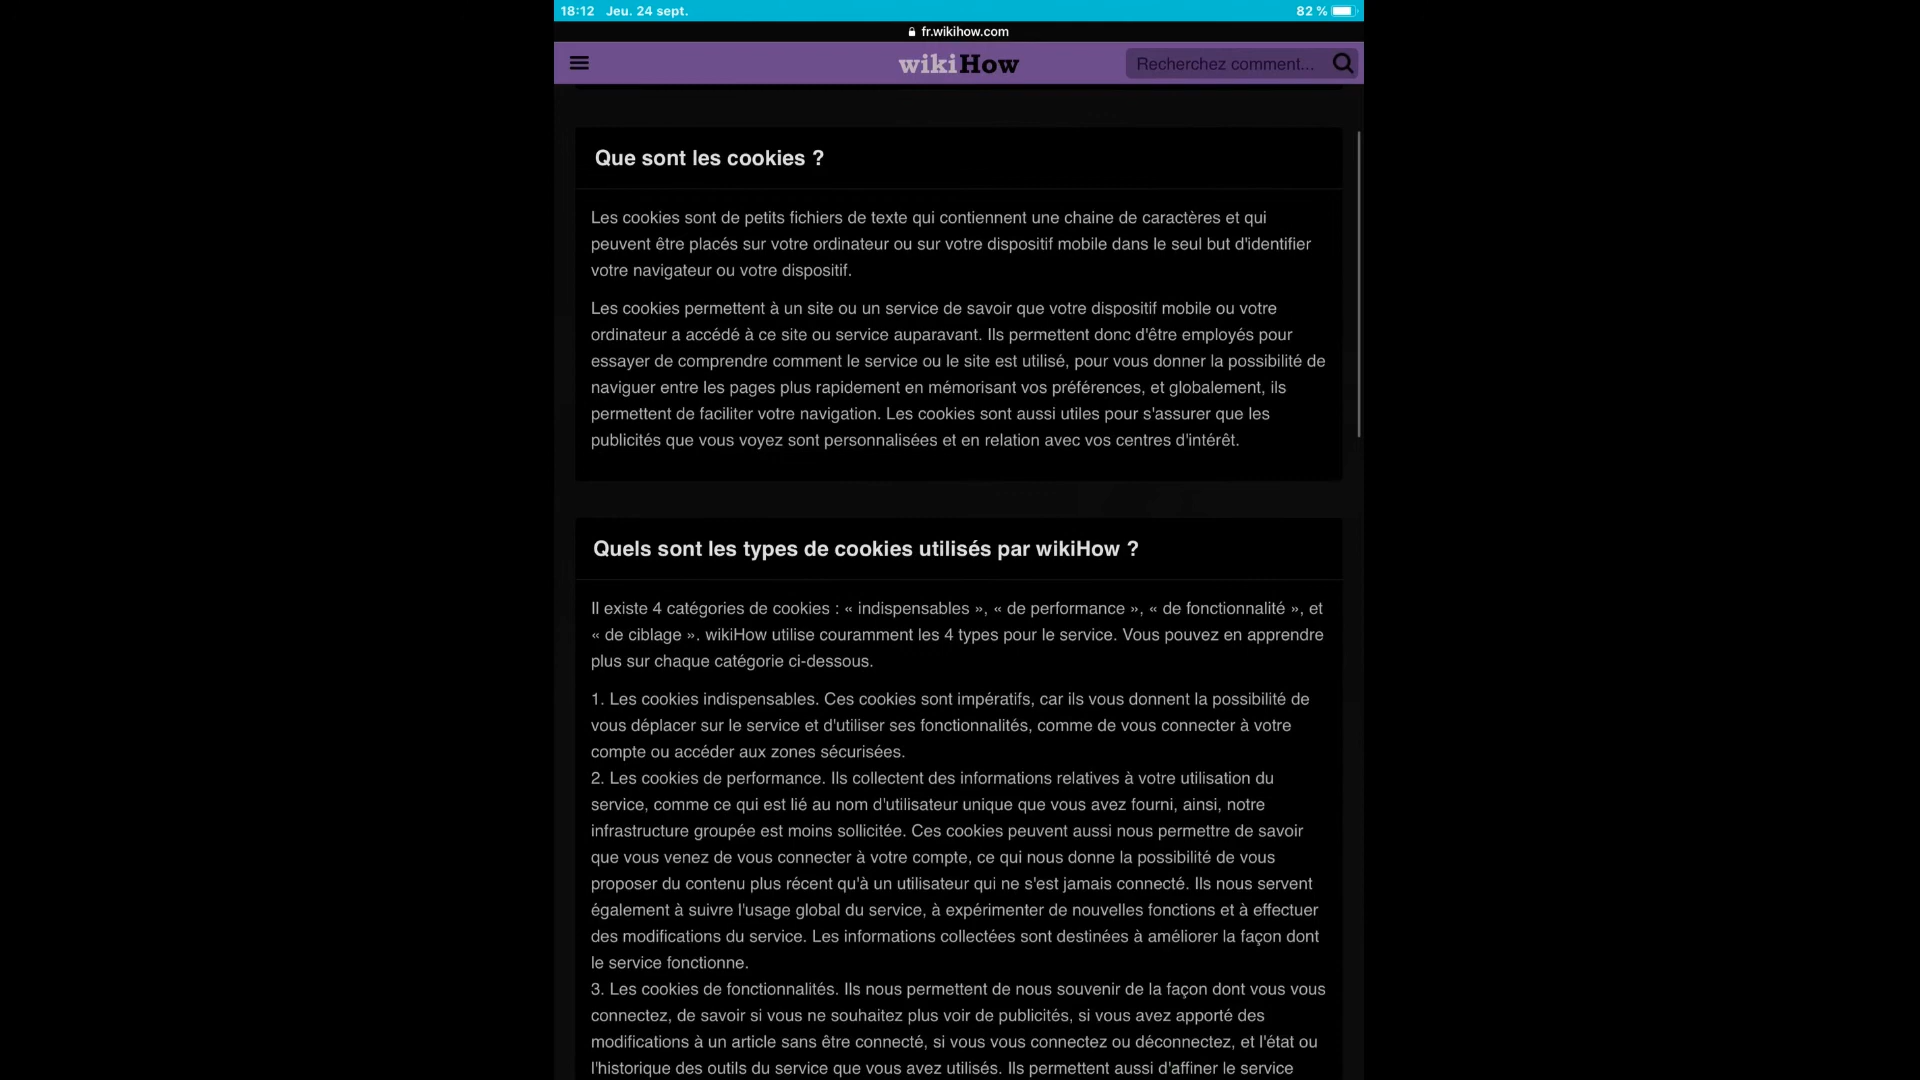 18:12 Jeu. 24 sept. 82 %
fr.wikihow.com
wikiHow Recherchez comment...
Que sont les cookies ?
Les cookies sont de petits fichiers de texte qui contiennent une chaine de caractères et qui
peuvent être placés sur votre ordinateur ou sur votre dispositif mobile dans le seul but d'identifier
votre navigateur ou votre dispositif.
Les cookies permettent à un site ou un service de savoir que votre dispositif mobile ou votre
ordinateur a accédé à ce site ou service auparavant. Ils permettent donc d'être employés pour
essayer de comprendre comment le service ou le site est utilisé, pour vous donner la possibilité de
naviguer entre les pages plus rapidement en mémorisant vos préférences, et globalement, ils
permettent de faciliter votre navigation. Les cookies sont aussi utiles pour s'assurer que les
publicités que vous voyez sont personnalisées et en relation avec vos centres d'intérêt.
Quels sont les types de cookies utilisés par wikiHow ?
Il existe 4 catégories de cookies : « indispensables », « de performance », « de fonctionnalité », et
« de ciblage ». wikiHow utilise couramment les 4 types pour le service. Vous pouvez en apprendre
plus sur chaque catégorie ci-dessous.
1. Les cookies indispensables. Ces cookies sont impératifs, car ils vous donnent la possibilité de
vous déplacer sur le service et d'utiliser ses fonctionnalités, comme de vous connecter à votre
compte ou accéder aux zones sécurisées.
2. Les cookies de performance. Ils collectent des informations relatives à votre utilisation du
service, comme ce qui est lié au nom d'utilisateur unique que vous avez fourni, ainsi, notre
infrastructure groupée est moins sollicitée. Ces cookies peuvent aussi nous permettre de savoir
que vous venez de vous connecter à votre compte, ce qui nous donne la possibilité de vous
proposer du contenu plus récent qu'à un utilisateur qui ne s'est jamais connecté. Ils nous servent
également à suivre l'usage global du service, à expérimenter de nouvelles fonctions et à effectuer
des modifications du service. Les informations collectées sont destinées à améliorer la façon dont
le service fonctionne.
3. Les cookies de fonctionnalités. Ils nous permettent de nous souvenir de la façon dont vous vous
connectez, de savoir si vous ne souhaitez plus voir de publicités, si vous avez apporté des
modifications à un article sans être connecté, si vous vous connectez ou déconnectez, et l'état ou
l'historique des outils du service que vous avez utilisés. Ils permettent aussi d'affiner le service